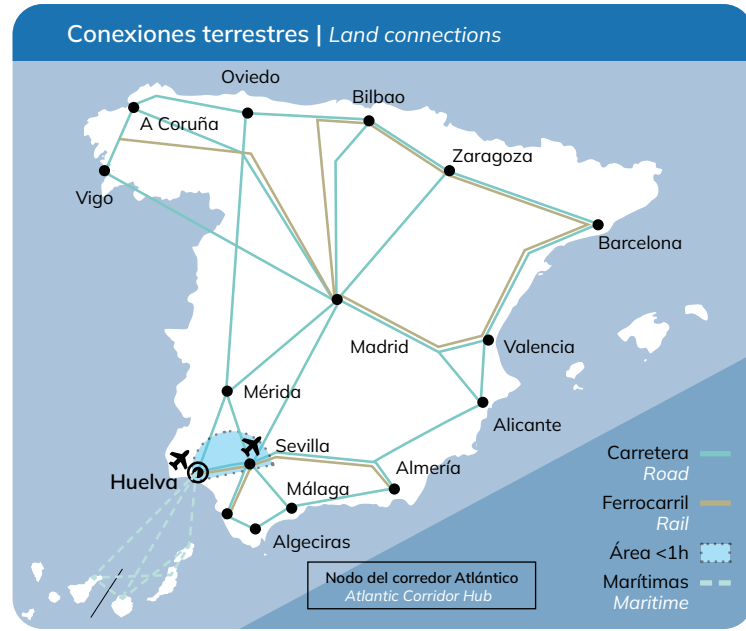 Conexiones terrestres | Land connections
Oviedo
Bilbao
A Coruña
Zaragoza
Vigo
Barcelona
Madrid
Valencia
Mérida
Alicante
Sevilla
Huelva
Almería
Málaga
Algeciras
Carretera
Road
Ferrocarril
Rail
Área <1h
Marítimas
Maritime
Nodo del corredor Atlántico
Atlantic Corridor Hub